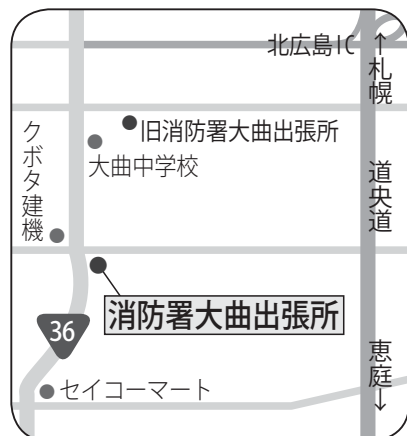 北広島IC
↑札幌
旧消防署大曲出張所
大曲中学校
クボタ建機
道央道
消防署大曲出張所
36
恵庭↓
セイコーマート